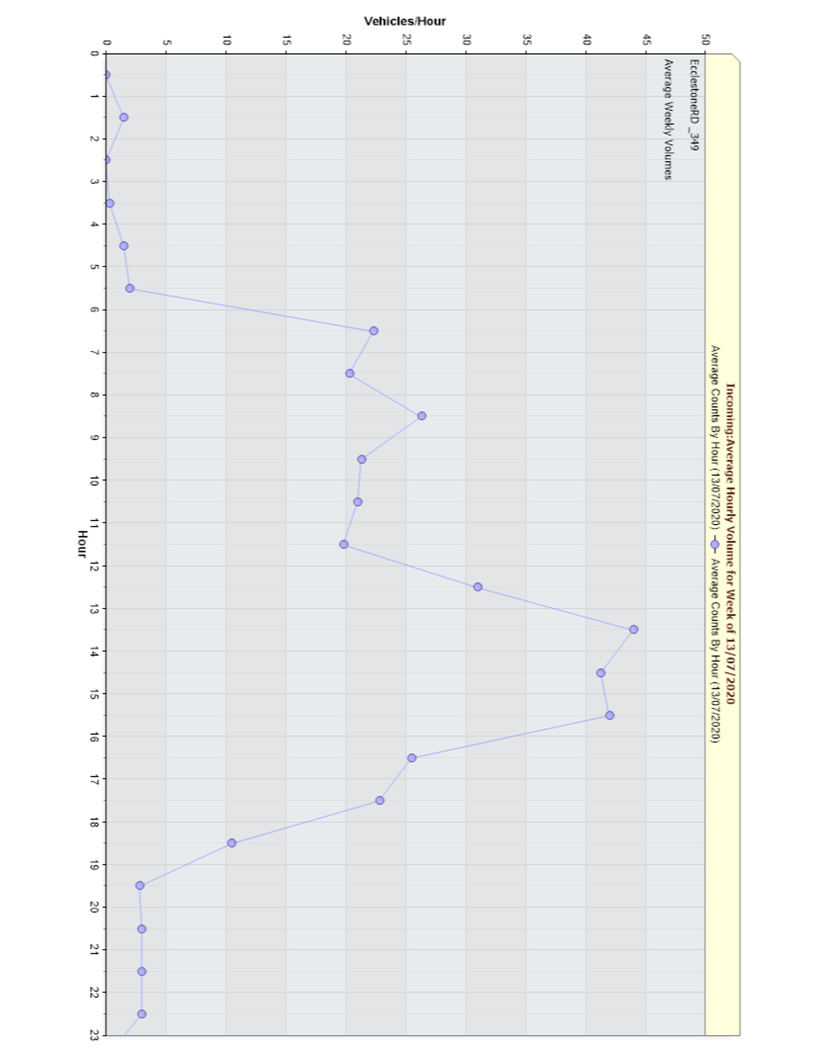 Incoming:Average Hourly Volume for Week of 13/07/2020
Average Counts By Hour (13/07/2020) Average Counts By Hour (13/07/2020)
EcclestoneRD _349
Average Weekly Volumes
Vehicles/Hour
50
45
40
35
30
25
20
15
10
5
0
0 1 2 3 4 5 6 7 8 9 10 11 12 13 14 15 16 17 18 19 20 21 22 23
Hour